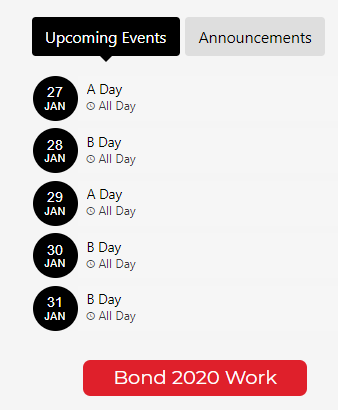 Upcoming Events Announcements
27
JAN
A Day
All Day
28
JAN
B Day
All Day
29
JAN
A Day
All Day
30
JAN
B Day
All Day
31
JAN
B Day
All Day
Bond 2020 Work